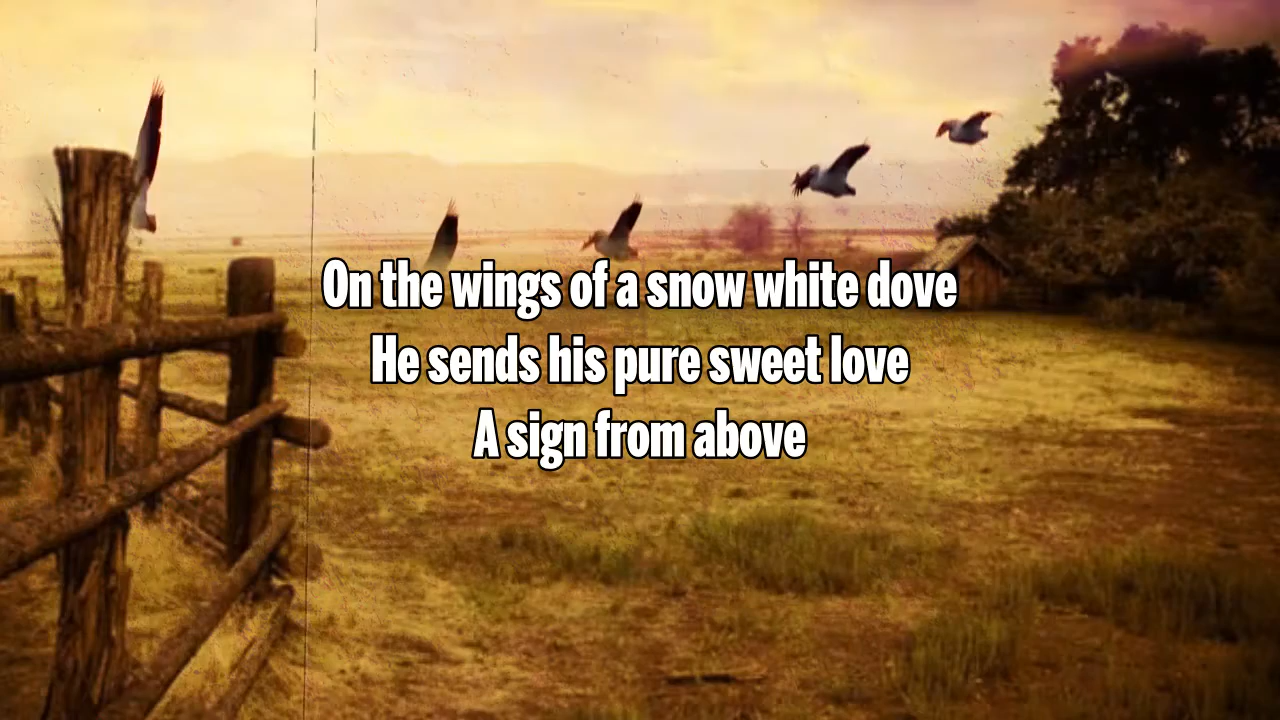 On the wings of a snow white dove
He sends his pure sweet love
A sign from above